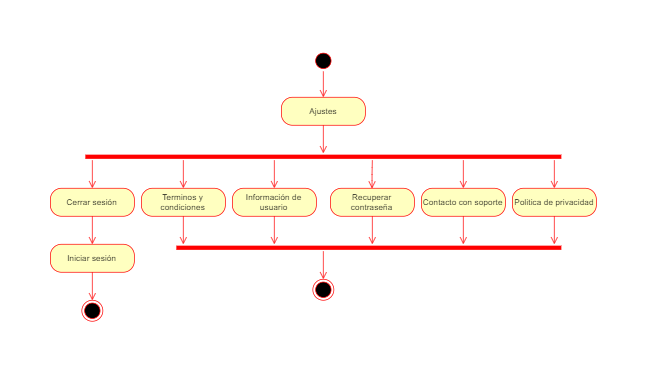 Ajustes
Cerrar sesión
Terminos y
condiciones
Información de
usuario
Recuperar
contraseña
Contacto con soporte
Politica de privacidad
Iniciar sesión